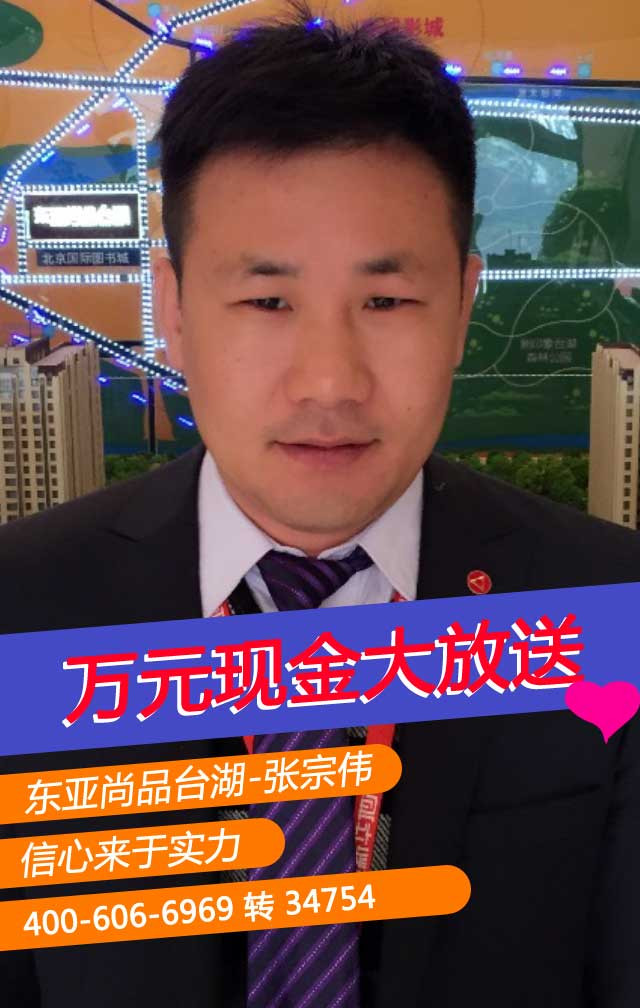 影城
北京国际图书城
森林公园
万元现金大放送
东亚尚品台湖-张宗伟
信心来于实力
400-606-6969 转 34754